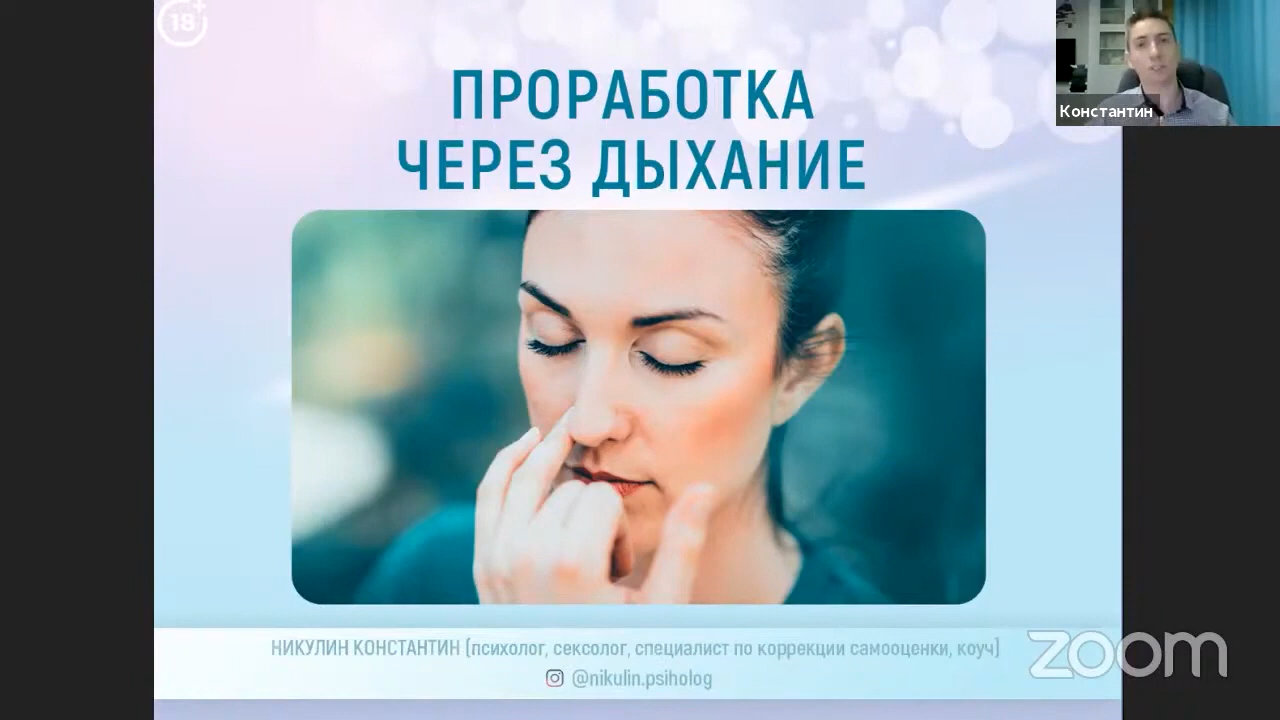 18+
Константин
ПРОРАБОТКА
ЧЕРЕЗ ДЫХАНИЕ
НИКУЛИН КОНСТАНТИН (психолог, сексолог, специалист по коррекции самооценки, коуч)
@nikulin.psiholog
zoom